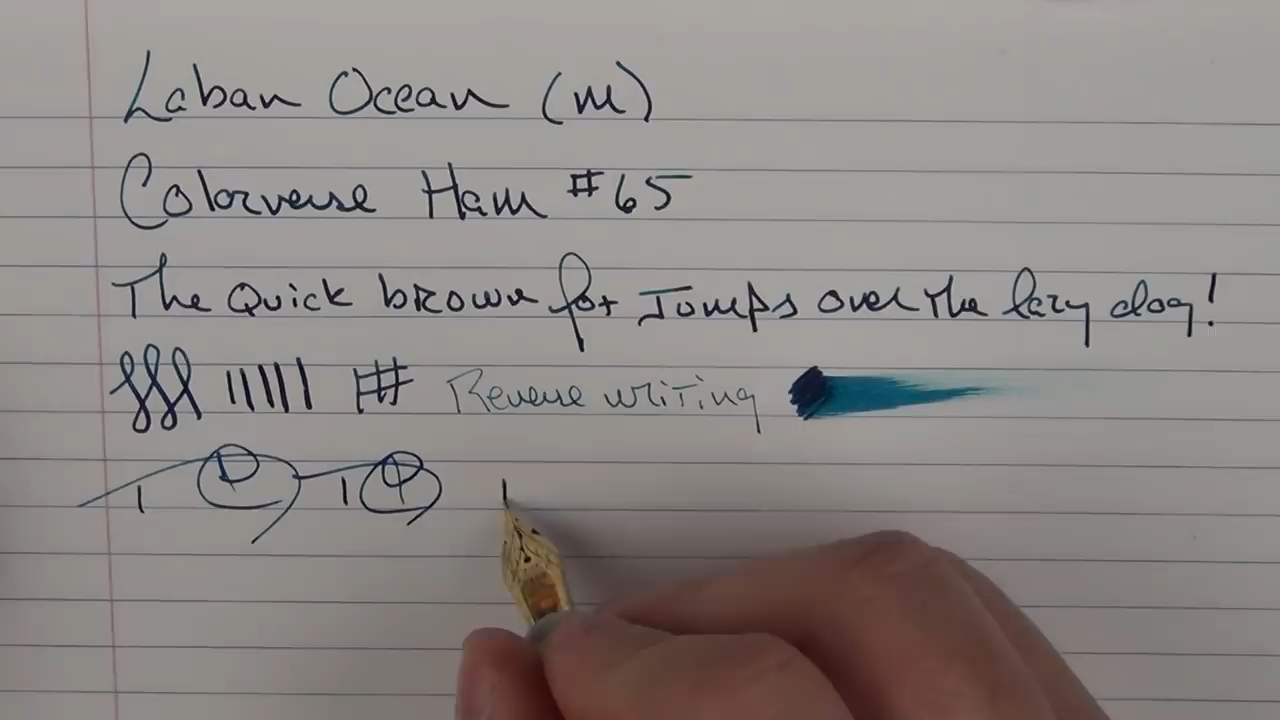 Laban Ocean (M)
Colorverse Ham #65
The Quick brown fox Jumps over the lazy dog!
# Reverse writing